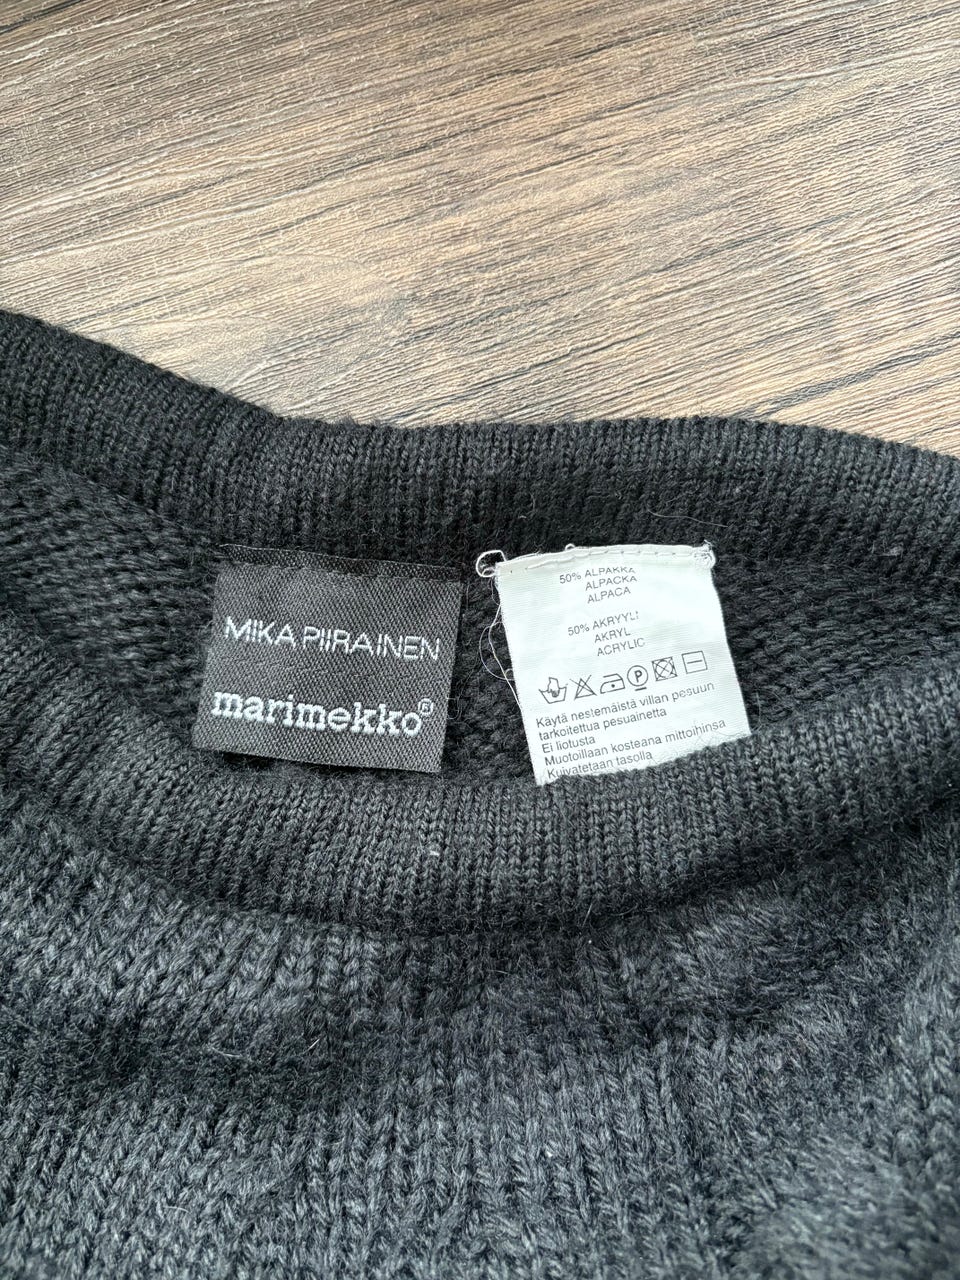 MIKA PIIRAINEN
marimekko®
50% ALPAKKA
ALPACKA
ALPACA
50% AKRYYLI
AKRYL
ACRYLIC
P
Käytä nestemäistä villan pesuun
tarkoitettua pesuainetta
Ei liotusta
Muotoillaan kosteana mittoihinsa
Kuivatetaan tasolla